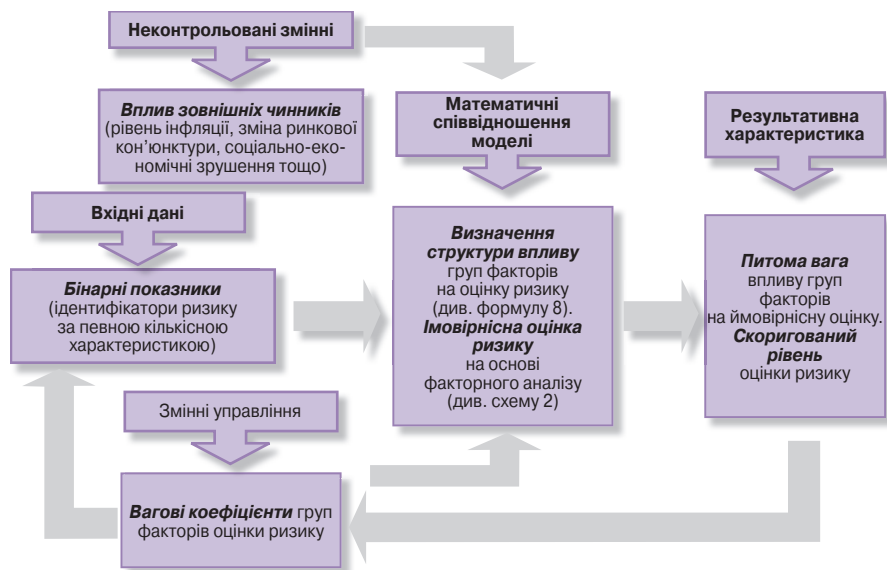 Неконтрольовані змінні
Вплив зовнішніх чинників
(рівень інфляції, зміна ринкової
кон’юнктури, соціально-еко-
номічні зрушення тощо)
Вхідні дані
Бінарні показники
(ідентифікатори ризику
за певною кількісною
характеристикою)
Змінні управління
Вагові коефіцієнти груп
факторів оцінки ризику
Математичні
співвідношення
моделі
Визначення
структури впливу
груп факторів
на оцінку ризику
(див. формулу 8).
Імовірнісна оцінка
ризику
на основі
факторного аналізу
(див. схему 2)
Результативна
характеристика
Питома вага
впливу груп
факторів
на ймовірнісну оцінку.
Скоригований
рівень
оцінки ризику